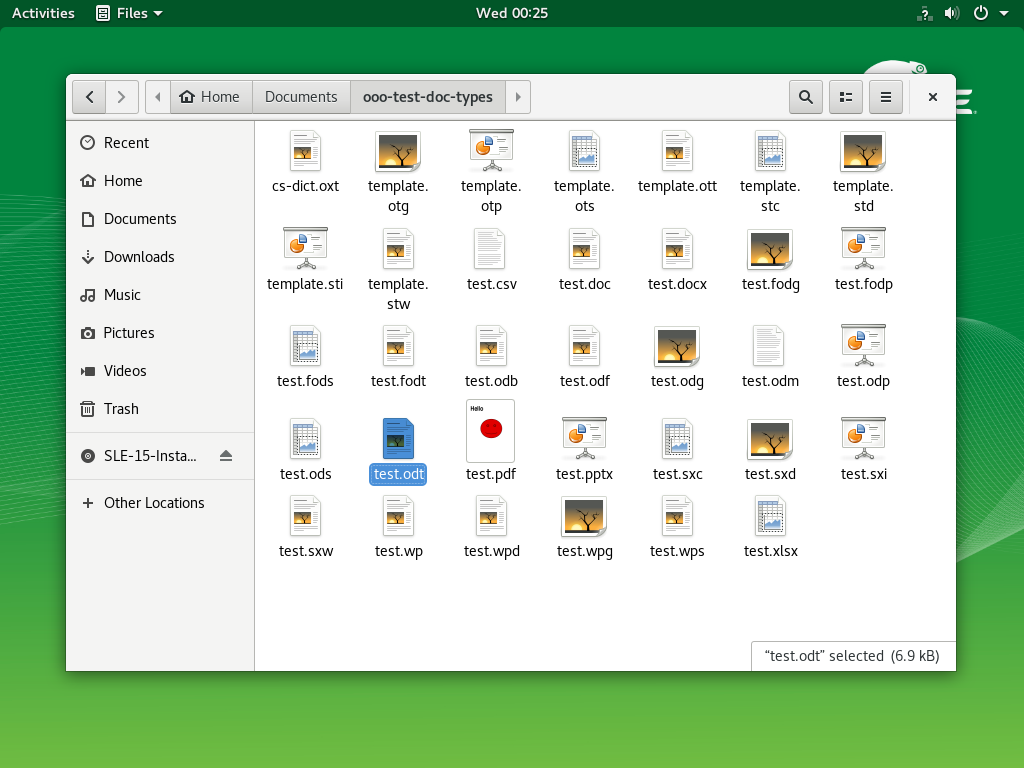 Activities Files Wed 00:25
Home Documents ooo-test-doc-types
Recent
Home
Documents
Downloads
Music
Pictures
Videos
Trash
SLE-15-Insta...
Other Locations
cs-dict.oxt template. template. template. template.ott template. template.
otg otp ots stc std
template.sti template. test.csv test.doc test.docx test.fodg test.fodp
stw
test.fods test.fodt test.odb test.odf test.odg test.odm test.odp
Hello
test.ods test.odt test.pdf test.pptx test.sxc test.sxd test.sxi
test.sxw test.wp test.wpd test.wpg test.wps test.xlsx
“test.odt” selected (6.9 kB)